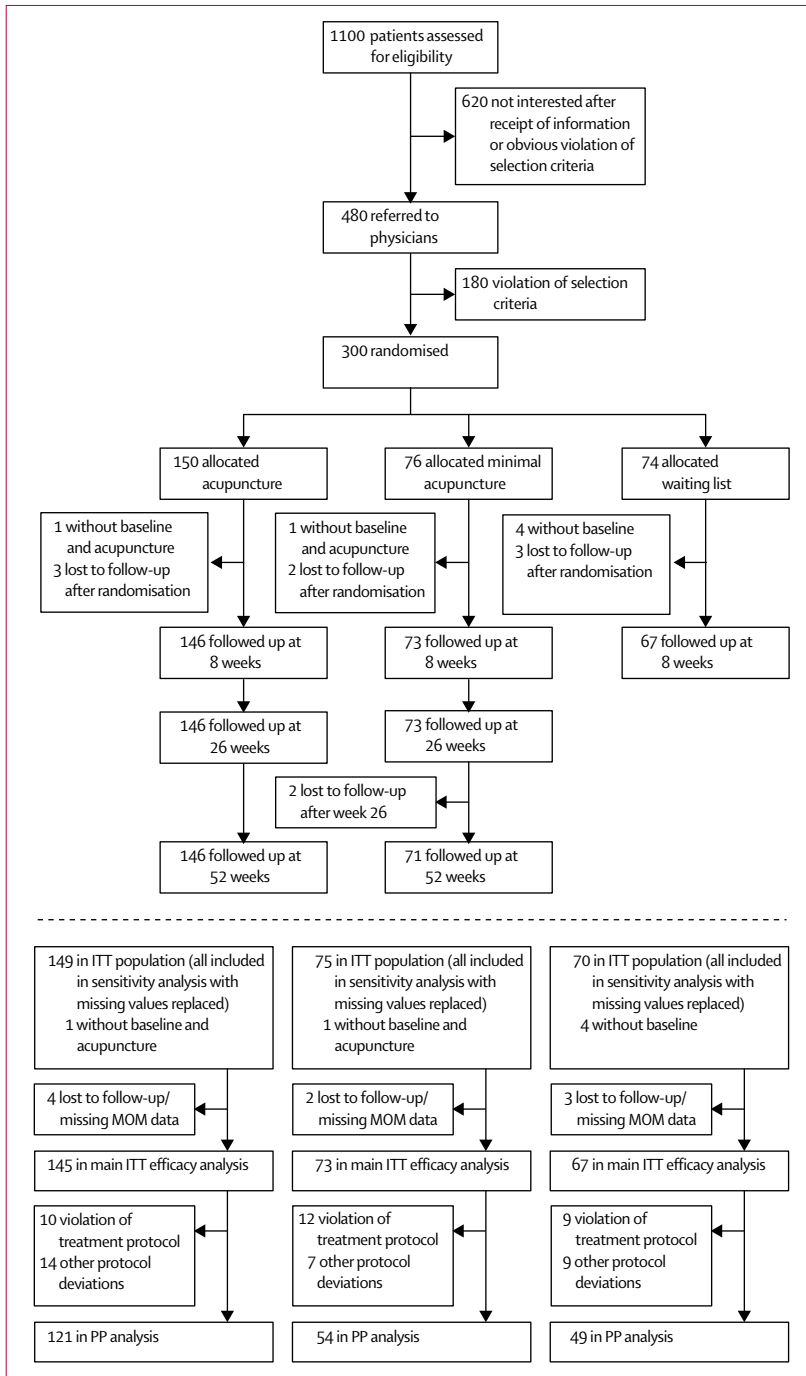 1100 patients assessed
for eligibility
620 not interested after
receipt of information
or obvious violation of
selection criteria
480 referred to
physicians
180 violation of selection
criteria
300 randomised
150 allocated
acupuncture
76 allocated minimal
acupuncture
74 allocated
waiting list
1 without baseline
and acupuncture
3 lost to follow-up
after randomisation
1 without baseline
and acupuncture
2 lost to follow-up
after randomisation
4 without baseline
3 lost to follow-up
after randomisation
146 followed up at
8 weeks
73 followed up at
8 weeks
67 followed up at
8 weeks
146 followed up at
26 weeks
73 followed up at
26 weeks
2 lost to follow-up
after week 26
146 followed up at
52 weeks
71 followed up at
52 weeks
149 in ITT population (all included
in sensitivity analysis with
missing values replaced)
1 without baseline and
acupuncture
75 in ITT population (all included
in sensitivity analysis with
missing values replaced)
1 without baseline and
acupuncture
70 in ITT population (all included
in sensitivity analysis with
missing values replaced)
4 without baseline
4 lost to follow-up/
missing MOM data
2 lost to follow-up/
missing MOM data
3 lost to follow-up/
missing MOM data
145 in main ITT efficacy analysis
73 in main ITT efficacy analysis
67 in main ITT efficacy analysis
10 violation of
treatment protocol
14 other protocol
deviations
12 violation of
treatment protocol
7 other protocol
deviations
9 violation of
treatment protocol
9 other protocol
deviations
121 in PP analysis
54 in PP analysis
49 in PP analysis